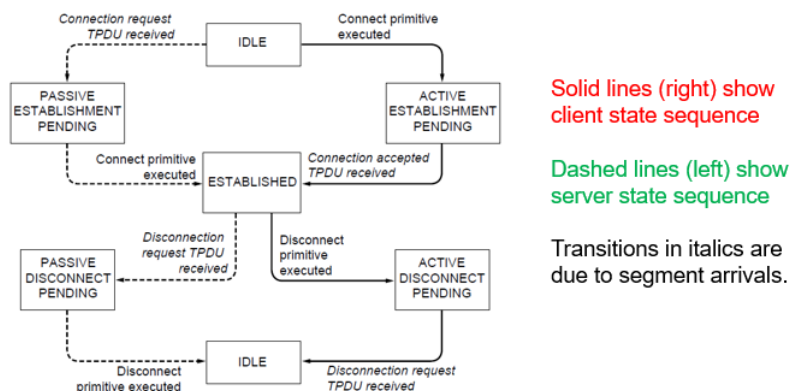 Connection request
TPDU received
IDLE
Connect primitive
executed
PASSIVE
ESTABLISHMENT
PENDING
ACTIVE
ESTABLISHMENT
PENDING
Solid lines (right) show
client state sequence
Connect primitive
executed
ESTABLISHED
Connection accepted
TPDU received
Dashed lines (left) show
server state sequence
Disconnection
request TPDU
received
Disconnect
primitive
executed
PASSIVE
DISCONNECT
PENDING
ACTIVE
DISCONNECT
PENDING
Transitions in italics are
due to segment arrivals.
IDLE
Disconnect
primitive executed
Disconnection request
TPDU received